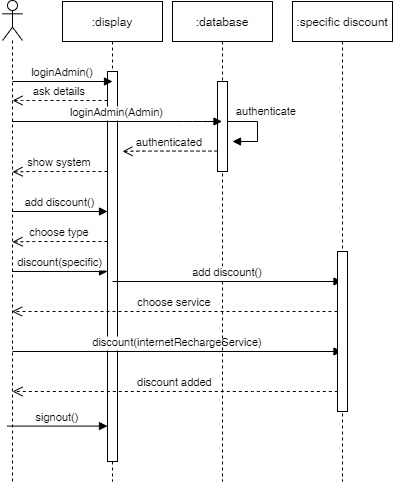 :display
:database
:specific discount
loginAdmin()
ask details
loginAdmin(Admin)
authenticate
authenticated
show system
add discount()
choose type
discount(specific)
add discount()
choose service
discount(internetRechargeService)
discount added
signout()